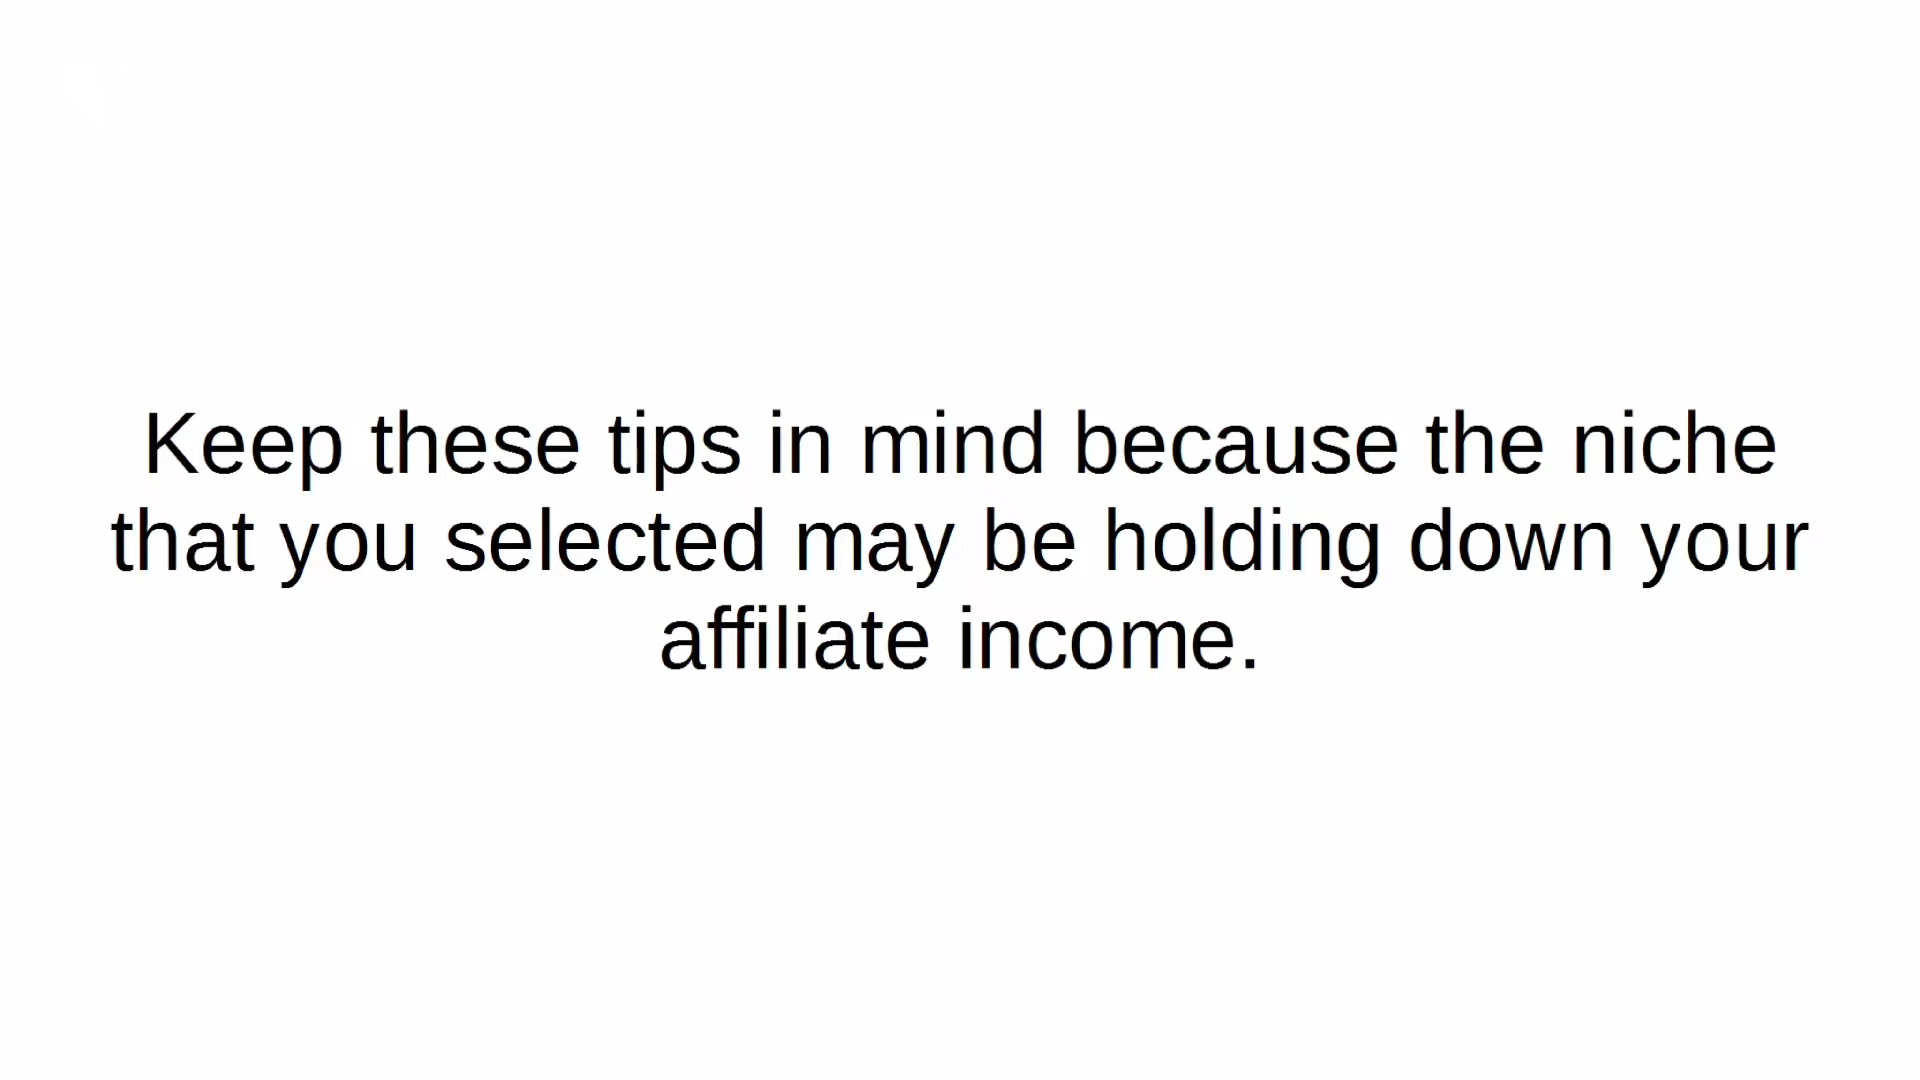 Keep these tips in mind because the niche
that you selected may be holding down your
affiliate income.